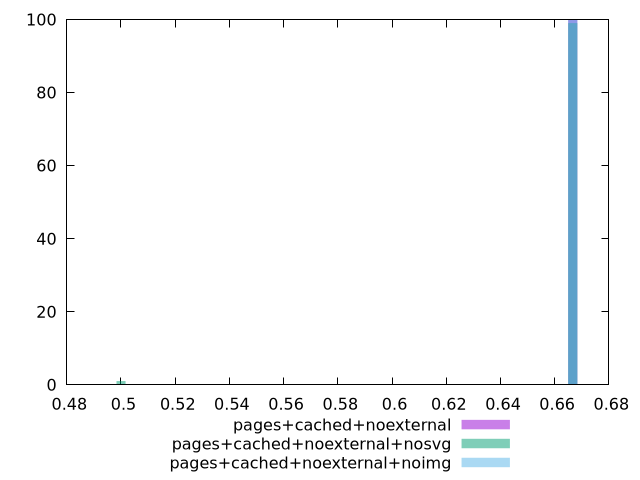 100
80
60
40
20
0
0.48 0.5 0.52 0.54 0.56 0.58 0.6 0.62 0.64 0.66 0.68
pages+cached+noexternal
pages+cached+noexternal+nosvg
pages+cached+noexternal+noimg